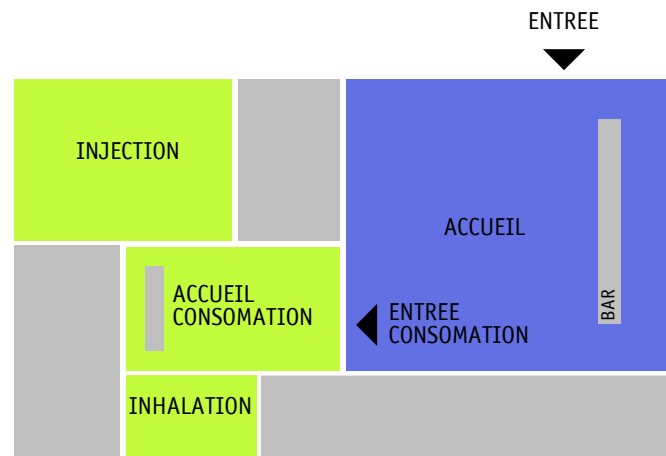 ENTREE
INJECTION
ACCUEIL
BAR
ACCUEIL
CONSOMATION
ENTREE
CONSOMATION
INHALATION